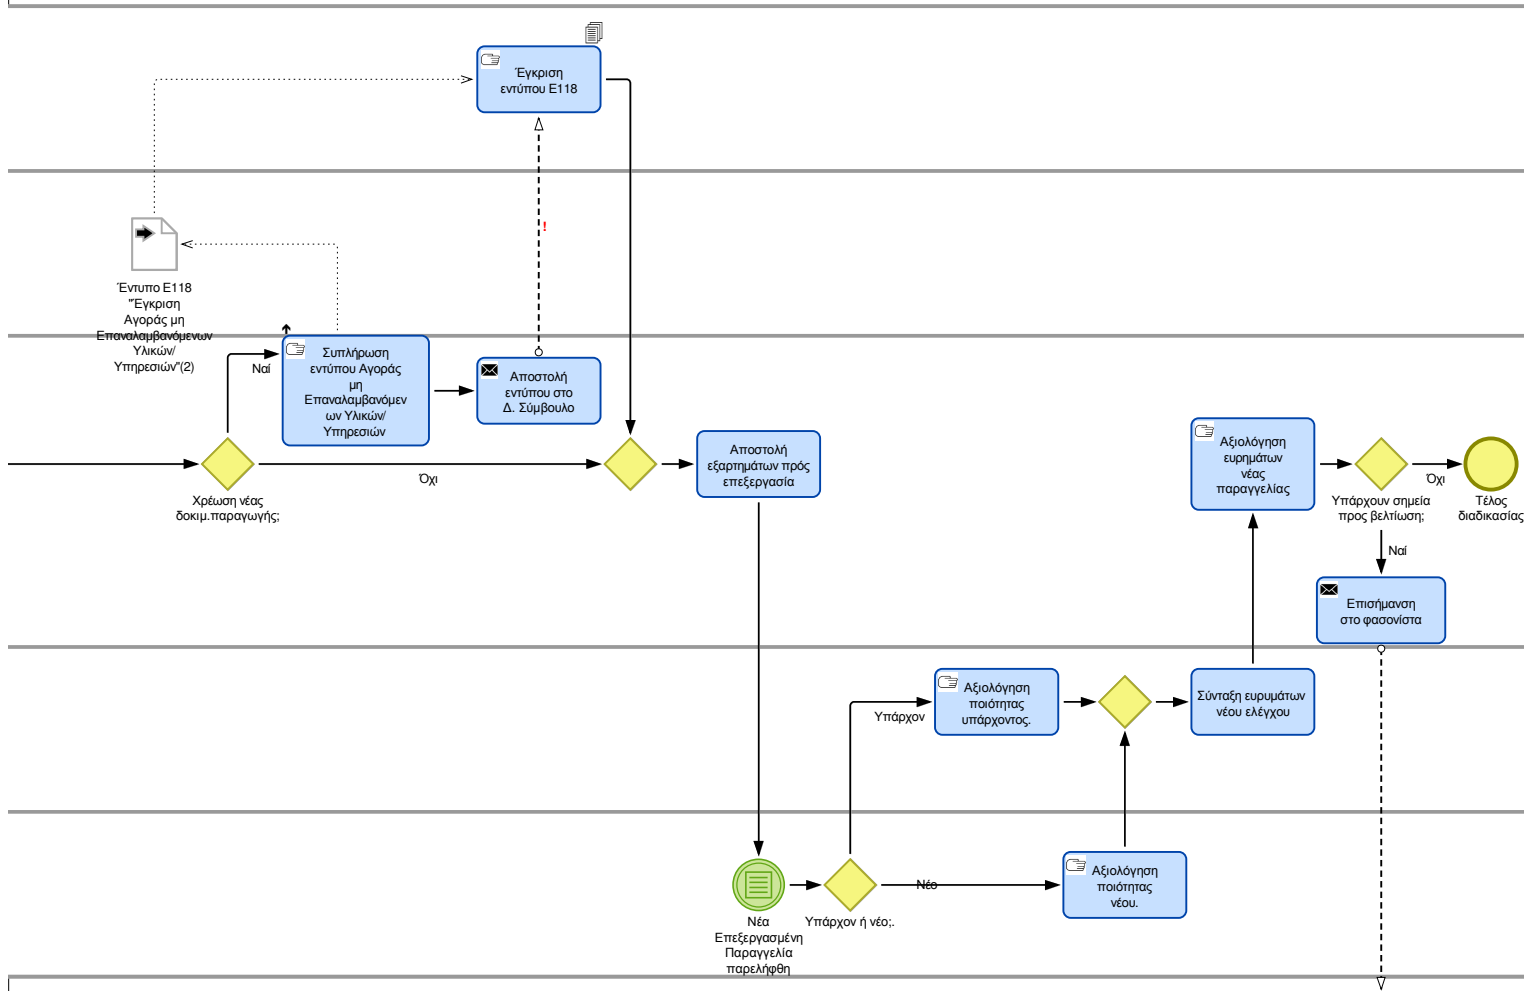 Έγκριση
εντύπου Ε118
!
Έντυπο Ε118
"Έγκριση
Αγοράς μη
Επαναλαμβανόμενων
Υλικών/
Υπηρεσιών"(2)
Ναί
Συπλήρωση
εντύπου Αγοράς
μη
Επαναλαμβανόμεν
ων Υλικών/
Υπηρεσιών
Αποστολή
εντύπου στο
Δ. Σύμβουλο
Χρέωση νέας
δοκιμ.παραγωγής;
Όχι
Αποστολή
εξαρτημάτων πρός
επεξεργασία
Αξιολόγηση
ευρημάτων
νέας
παραγγελίας
Υπάρχουν σημεία
προς βελτίωση;
Όχι
Τέλος
διαδικασίας
Ναί
Επισήμανση
στο φασονίστα
Υπάρχον
Αξιολόγηση
ποιότητας
υπάρχοντος.
Σύνταξη ευρυμάτων
νέου ελέγχου
Νέα
Επεξεργασμένη
Παραγγελία
παρελήφθη
Υπάρχον ή νέο;.
Νέο
Αξιολόγηση
ποιότητας
νέου.